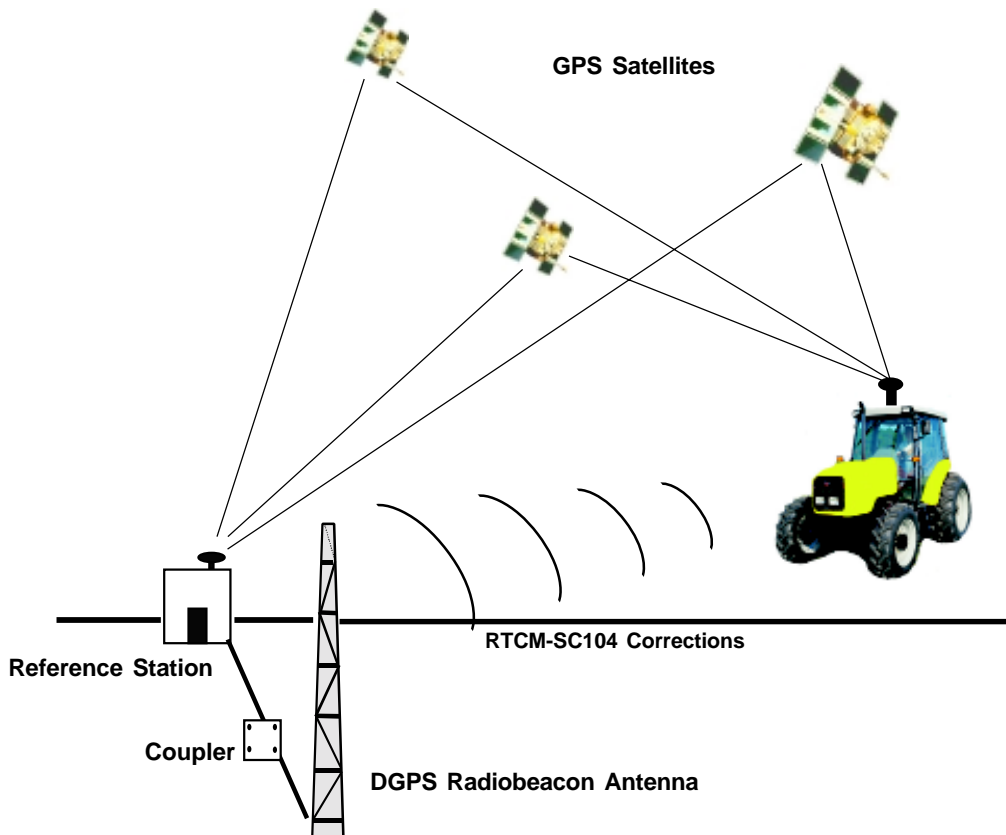 GPS Satellites
RTCM-SC104 Corrections
Reference Station
Coupler
DGPS Radiobeacon Antenna